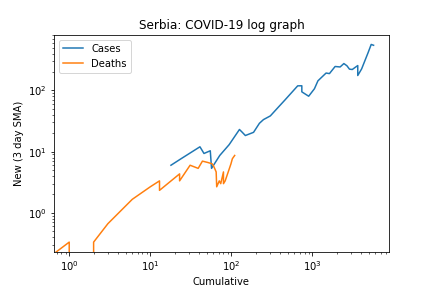 Serbia: COVID-19 log graph
Cases
Deaths
New (3 day SMA)
10²
10¹
10⁰
10⁰ 10¹ 10² 10³
Cumulative